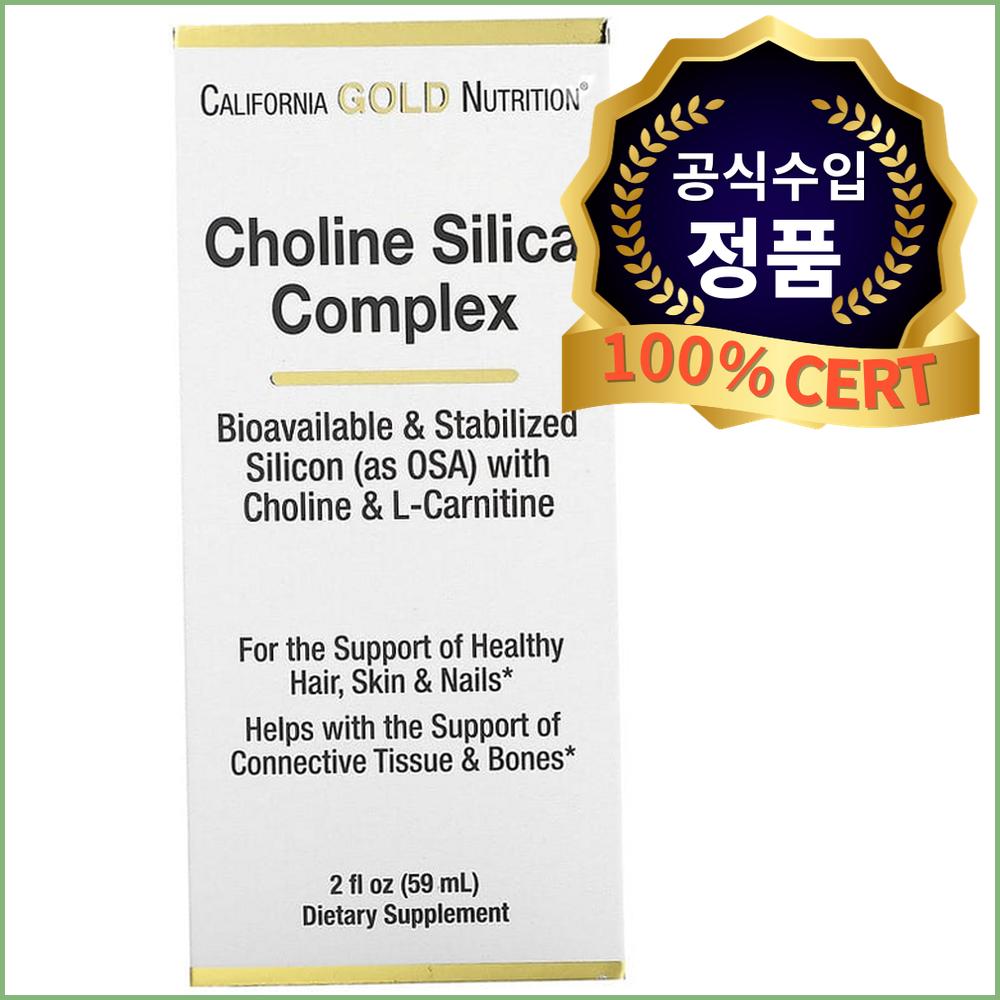 CALIFORNIA GOLD NUTRITION®
Choline Silica
Complex
Bioavailable & Stabilized
Silicon (as OSA) with
Choline & L-Carnitine
For the Support of Healthy
Hair, Skin & Nails*
Helps with the Support of
Connective Tissue & Bones*
2 fl oz (59 mL)
Dietary Supplement
공식수입
정품
100% CERT